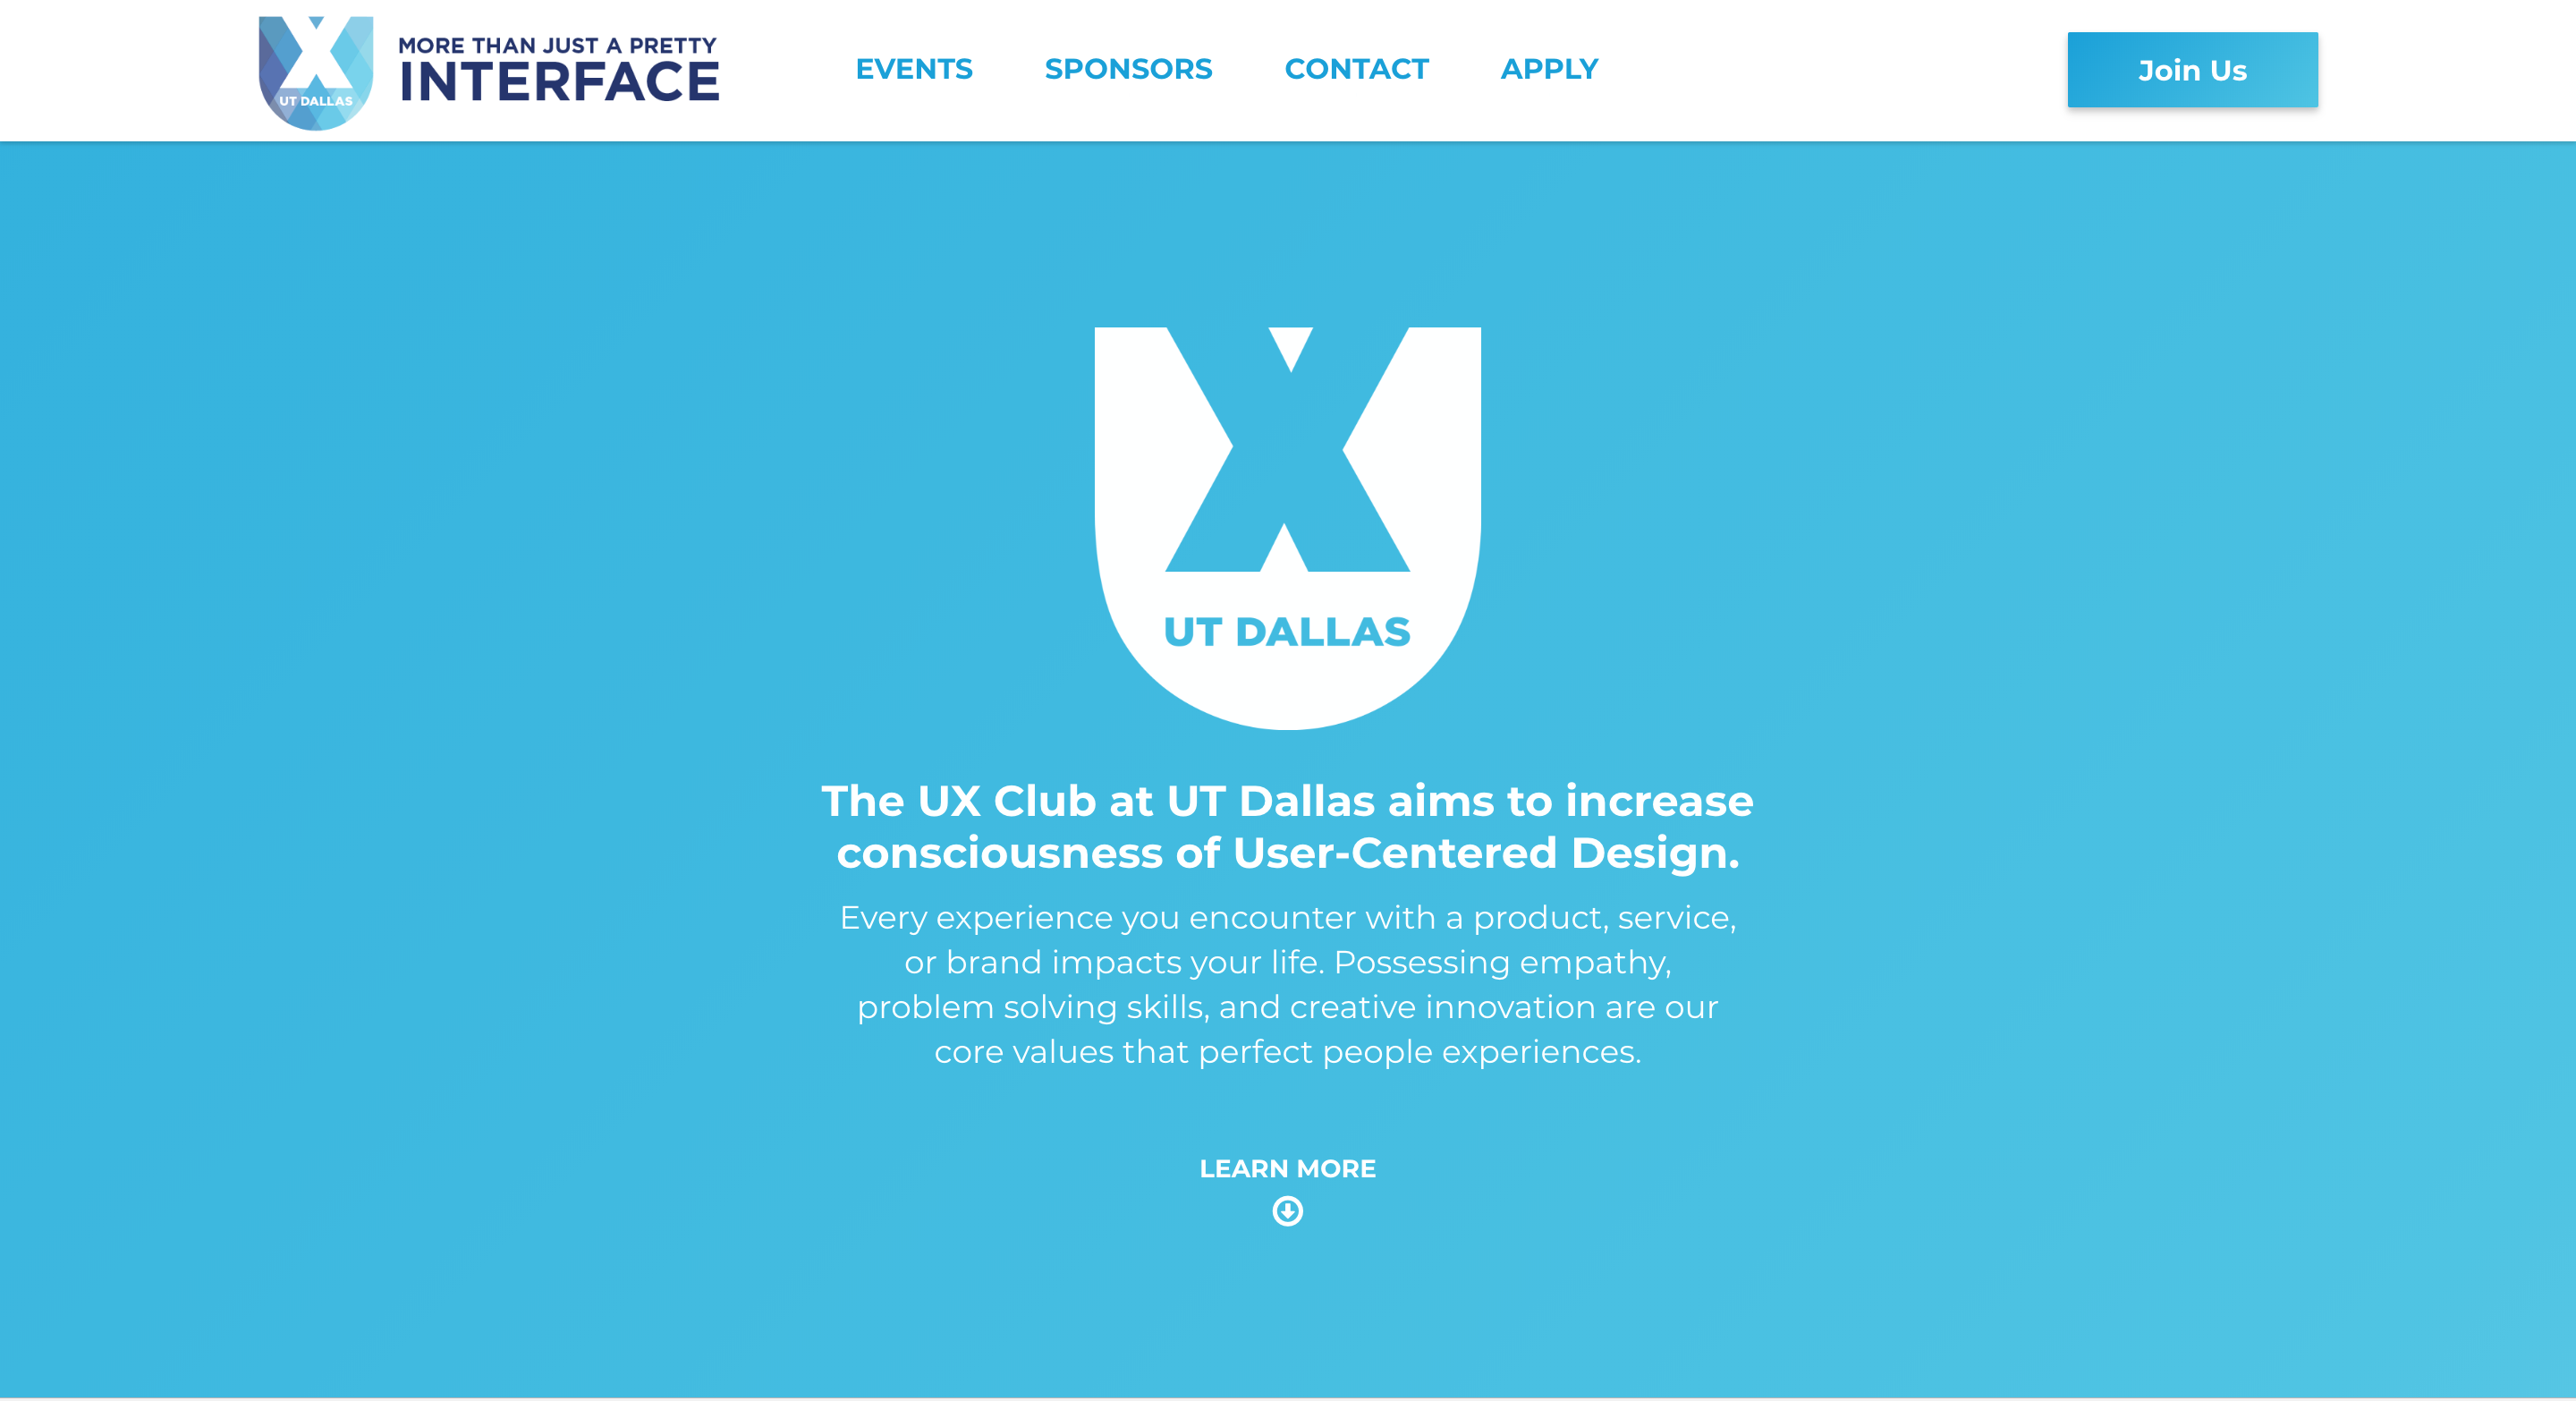 X
UT DALLAS
MORE THAN JUST A PRETTY
INTERFACE
EVENTS
SPONSORS
CONTACT
APPLY
Join Us
X
UT DALLAS
The UX Club at UT Dallas aims to increase
consciousness of User-Centered Design.
Every experience you encounter with a product, service,
or brand impacts your life. Possessing empathy,
problem solving skills, and creative innovation are our
core values that perfect people experiences.
LEARN MORE